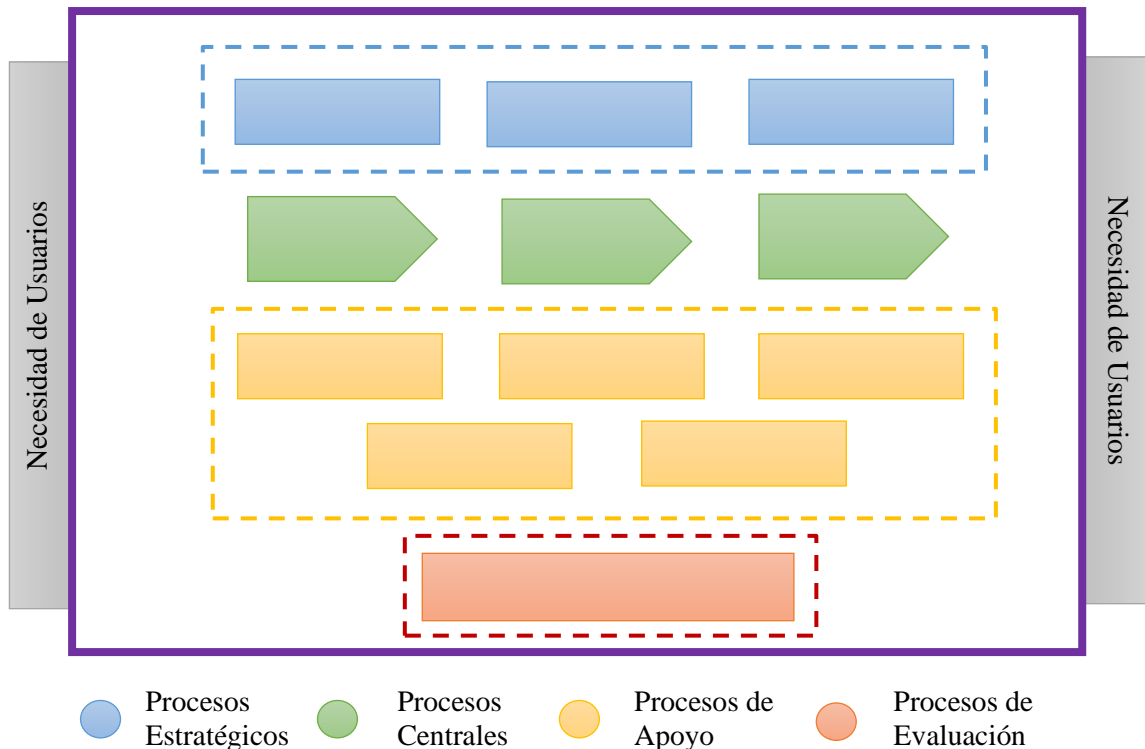 Necesidad de Usuarios
Necesidad de Usuarios
Procesos
Estratégicos
Procesos
Centrales
Procesos de
Apoyo
Procesos de
Evaluación